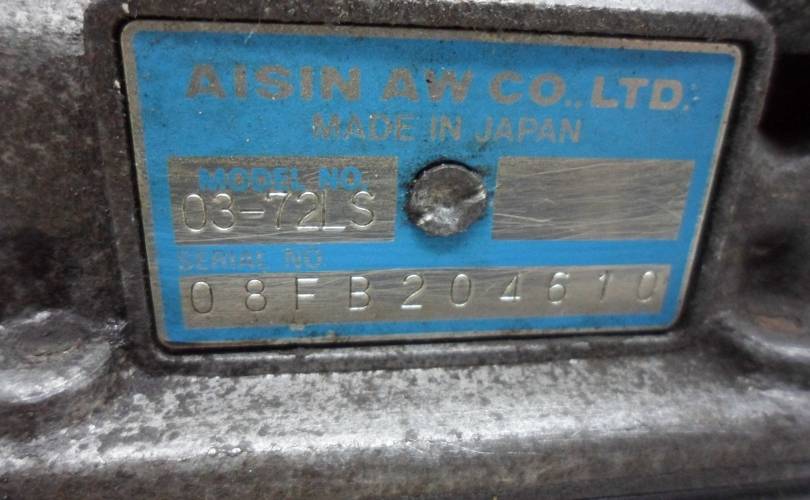 AISIN AW CO., LTD.
MADE IN JAPAN
MODEL NO.
03-72LS
SERIAL NO
08FB204610